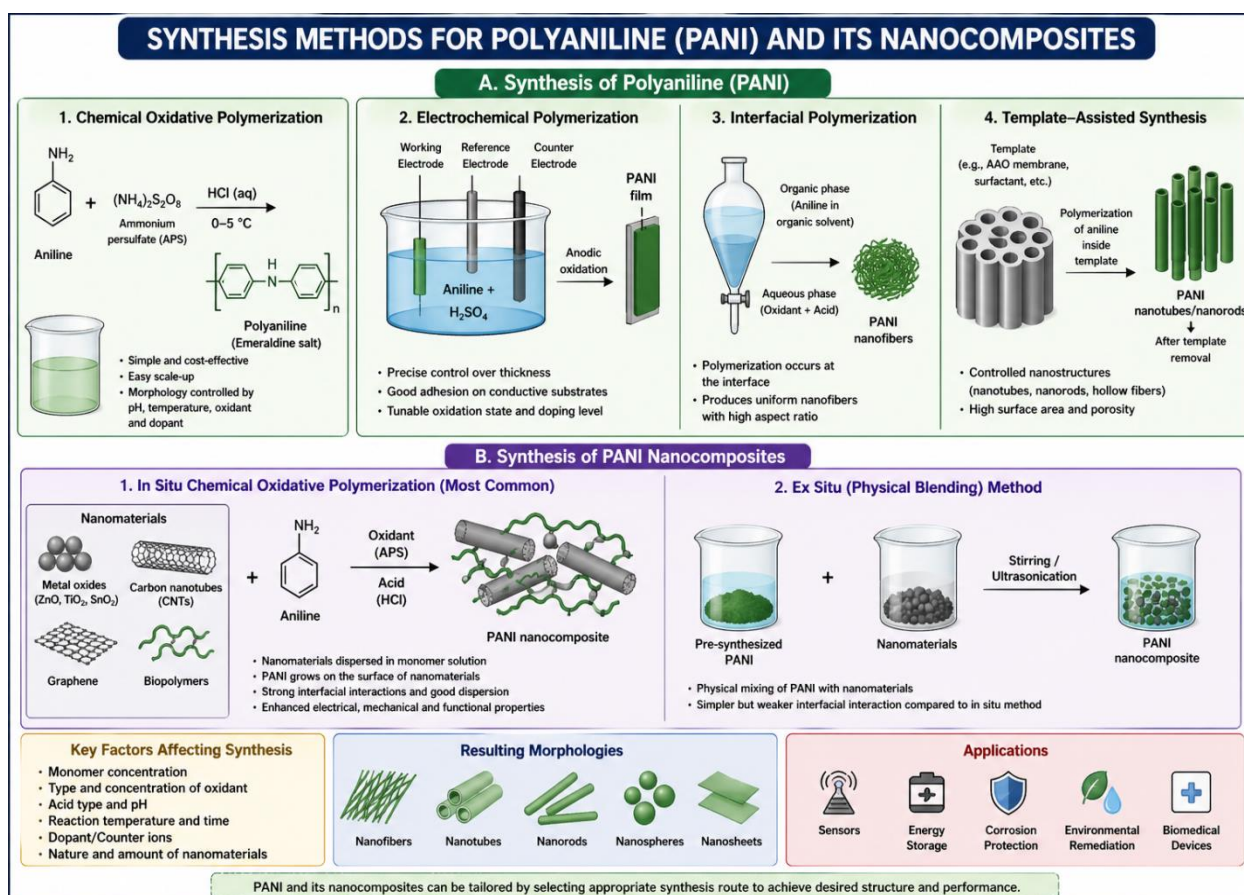 SYNTHESIS METHODS FOR POLYANILINE (PANI) AND ITS NANOCOMPOSITES
A. Synthesis of Polyaniline (PANI)
1. Chemical Oxidative Polymerization
NH₂
Aniline
+
(NH₄)₂S₂O₈
Ammonium
persulfate (APS)
HCl (aq)
0–5 °C
H
N
n
Polyaniline
(Emeraldine salt)
• Simple and cost-effective
• Easy scale-up
• Morphology controlled by
pH, temperature, oxidant
and dopant
2. Electrochemical Polymerization
Working
Electrode
Reference
Electrode
Counter
Electrode
Aniline +
H₂SO₄
Anodic
oxidation
PANI
film
• Precise control over thickness
• Good adhesion on conductive substrates
• Tunable oxidation state and doping level
3. Interfacial Polymerization
Organic phase
(Aniline in
organic solvent)
Aqueous phase
(Oxidant + Acid)
PANI
nanofibers
• Polymerization occurs at
the interface
• Produces uniform nanofibers
with high aspect ratio
4. Template–Assisted Synthesis
Template
(e.g., AAO membrane,
surfactant, etc.)
Polymerization
of aniline
inside
template
PANI
nanotubes/nanorods
After template
removal
• Controlled nanostructures
(nanotubes, nanorods, hollow fibers)
• High surface area and porosity
B. Synthesis of PANI Nanocomposites
1. In Situ Chemical Oxidative Polymerization (Most Common)
Nanomaterials
Metal oxides
(ZnO, TiO₂, SnO₂)
Carbon nanotubes
(CNTs)
Graphene
Biopolymers
+
NH₂
Aniline
Oxidant
(APS)
Acid
(HCl)
PANI nanocomposite
• Nanomaterials dispersed in monomer solution
• PANI grows on the surface of nanomaterials
• Strong interfacial interactions and good dispersion
• Enhanced electrical, mechanical and functional properties
2. Ex Situ (Physical Blending) Method
Pre-synthesized
PANI
+
Nanomaterials
Stirring /
Ultrasonication
PANI
nanocomposite
• Physical mixing of PANI with nanomaterials
• Simpler but weaker interfacial interaction compared to in situ method
Key Factors Affecting Synthesis
• Monomer concentration
• Type and concentration of oxidant
• Acid type and pH
• Reaction temperature and time
• Dopant/Counter ions
• Nature and amount of nanomaterials
Resulting Morphologies
Nanofibers
Nanotubes
Nanorods
Nanospheres
Nanosheets
Applications
Sensors
Energy
Storage
Corrosion
Protection
Environmental
Remediation
Biomedical
Devices
PANI and its nanocomposites can be tailored by selecting appropriate synthesis route to achieve desired structure and performance.